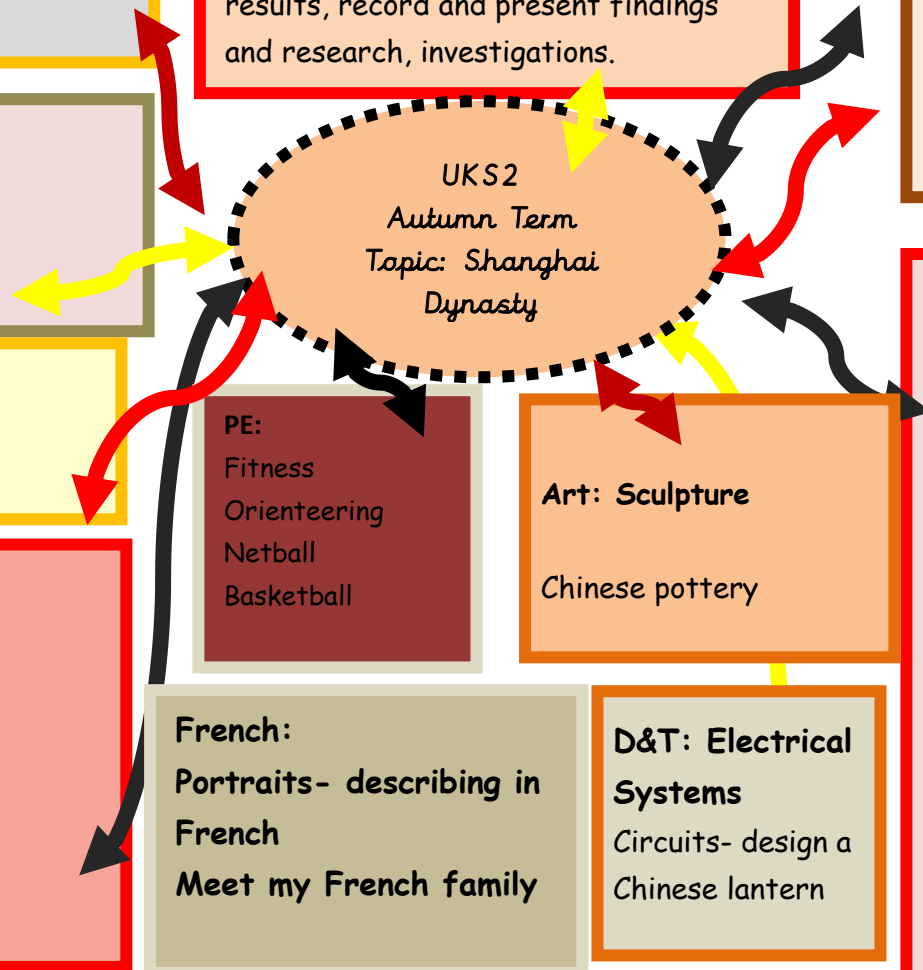 results, record and present findings
and research, investigations.
UKS2
Autumn Term
Topic: Shanghai
Dynasty
PE:
Fitness
Orienteering
Netball
Basketball
Art: Sculpture
Chinese pottery
French:
Portraits- describing in
French
Meet my French family
D&T: Electrical
Systems
Circuits- design a
Chinese lantern